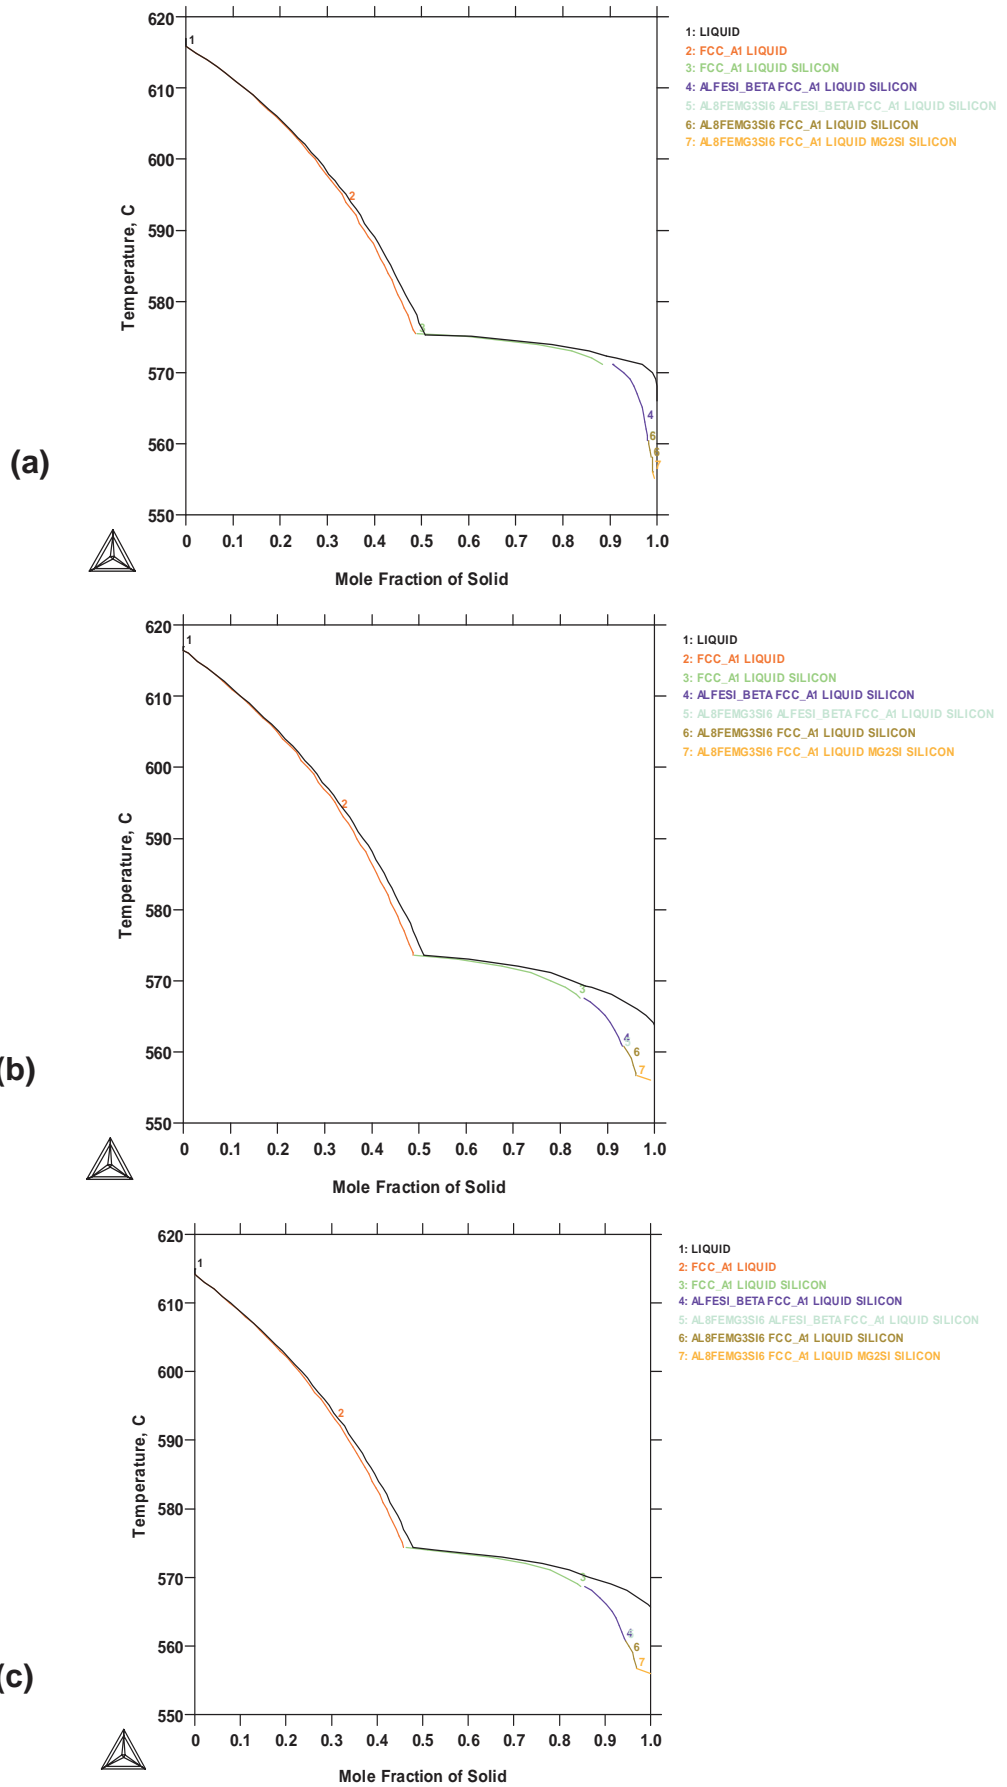 620
610
600
590
580
570
560
550
Temperature, C
0 0.1 0.2 0.3 0.4 0.5 0.6 0.7 0.8 0.9 1.0
Mole Fraction of Solid
(a)
1
2
3
4
6
6
7
1: LIQUID
2: FCC_A1 LIQUID
3: FCC_A1 LIQUID SILICON
4: ALFESI_BETA FCC_A1 LIQUID SILICON
5: AL8FEMG3SI6 ALFESI_BETA FCC_A1 LIQUID SILICON
6: AL8FEMG3SI6 FCC_A1 LIQUID SILICON
7: AL8FEMG3SI6 FCC_A1 LIQUID MG2SI SILICON
620
610
600
590
580
570
560
550
Temperature, C
0 0.1 0.2 0.3 0.4 0.5 0.6 0.7 0.8 0.9 1.0
Mole Fraction of Solid
(b)
1
2
3
4
6
7
1: LIQUID
2: FCC_A1 LIQUID
3: FCC_A1 LIQUID SILICON
4: ALFESI_BETA FCC_A1 LIQUID SILICON
5: AL8FEMG3SI6 ALFESI_BETA FCC_A1 LIQUID SILICON
6: AL8FEMG3SI6 FCC_A1 LIQUID SILICON
7: AL8FEMG3SI6 FCC_A1 LIQUID MG2SI SILICON
620
610
600
590
580
570
560
550
Temperature, C
0 0.1 0.2 0.3 0.4 0.5 0.6 0.7 0.8 0.9 1.0
Mole Fraction of Solid
(c)
1
2
3
4
6
7
1: LIQUID
2: FCC_A1 LIQUID
3: FCC_A1 LIQUID SILICON
4: ALFESI_BETA FCC_A1 LIQUID SILICON
5: AL8FEMG3SI6 ALFESI_BETA FCC_A1 LIQUID SILICON
6: AL8FEMG3SI6 FCC_A1 LIQUID SILICON
7: AL8FEMG3SI6 FCC_A1 LIQUID MG2SI SILICON